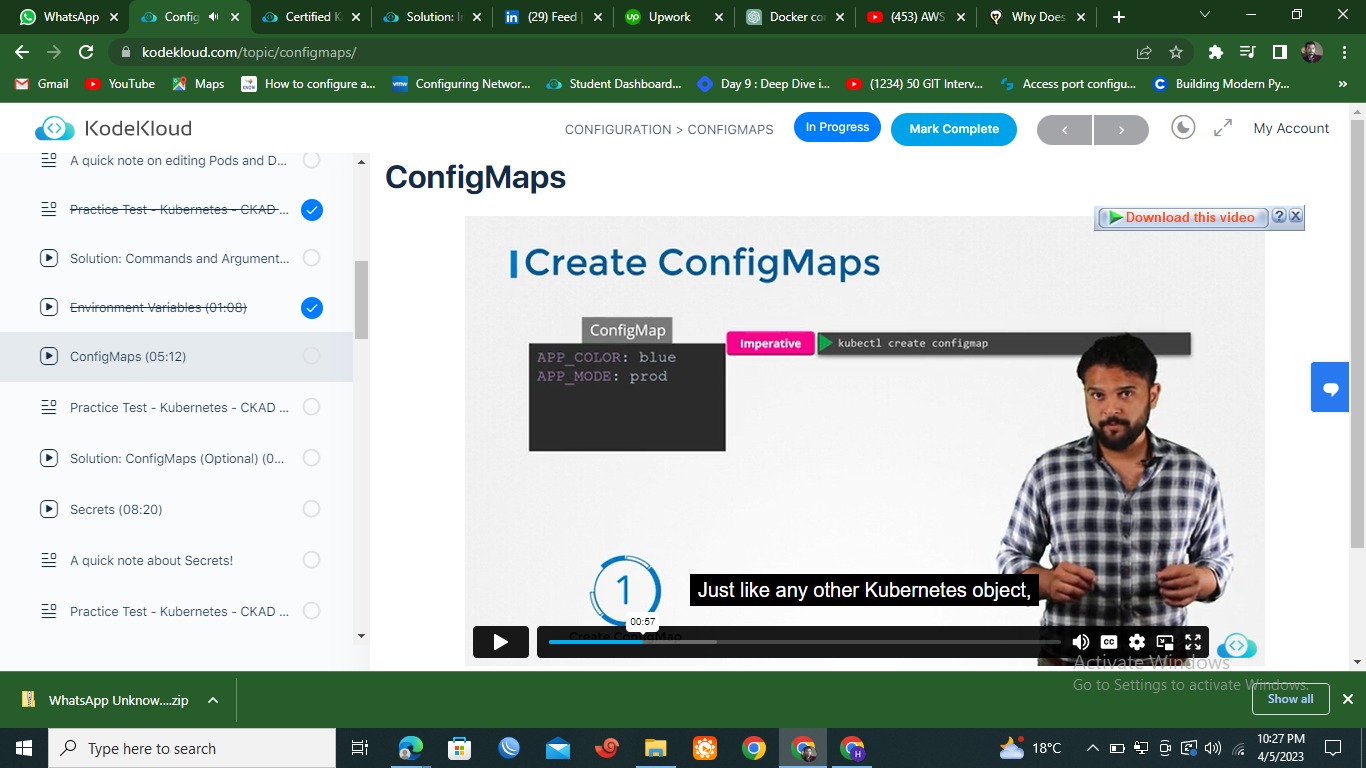 WhatsApp
Config
Certified K
Solution: I
(29) Feed |
Upwork
Docker co
(453) AWS
Why Does
kodekloud.com/topic/configmaps/
Gmail
YouTube
Maps
How to configure a...
Configuring Networ...
Student Dashboard...
Day 9 : Deep Dive i...
(1234) 50 GIT Interv...
Access port configu...
Building Modern Py...
»
KodeKloud
CONFIGURATION > CONFIGMAPS
In Progress
Mark Complete
<
>
My Account
A quick note on editing Pods and D...
Practice Test - Kubernetes - CKAD ...
Solution: Commands and Argument...
Environment Variables (01:08)
ConfigMaps (05:12)
Practice Test - Kubernetes - CKAD ...
Solution: ConfigMaps (Optional) (0...
Secrets (08:20)
A quick note about Secrets!
Practice Test - Kubernetes - CKAD ...
ConfigMaps
Download this video
?
Create ConfigMaps
ConfigMap
APP_COLOR: blue
APP_MODE: prod
Imperative
kubectl create configmap
1
Just like any other Kubernetes object,
00:57
Create ConfigMap
CC
Activate Windows
Go to Settings to activate Windows.
WhatsApp Unknow....zip
Show all
Type here to search
H
18°C
10:27 PM
4/5/2023